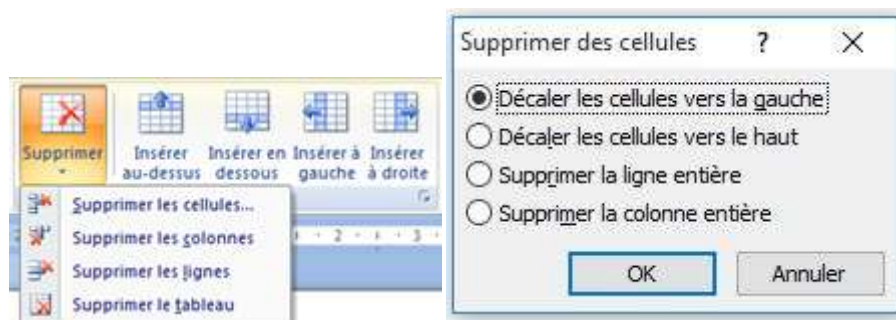 Supprimer
Insérer au-dessus
Insérer en dessous
Insérer à gauche
Insérer à droite
Supprimer les cellules...
Supprimer les colonnes
2 3
Supprimer les lignes
Supprimer le tableau
Supprimer des cellules ?
Décaler les cellules vers la gauche
Décaler les cellules vers le haut
Supprimer la ligne entière
Supprimer la colonne entière
OK Annuler